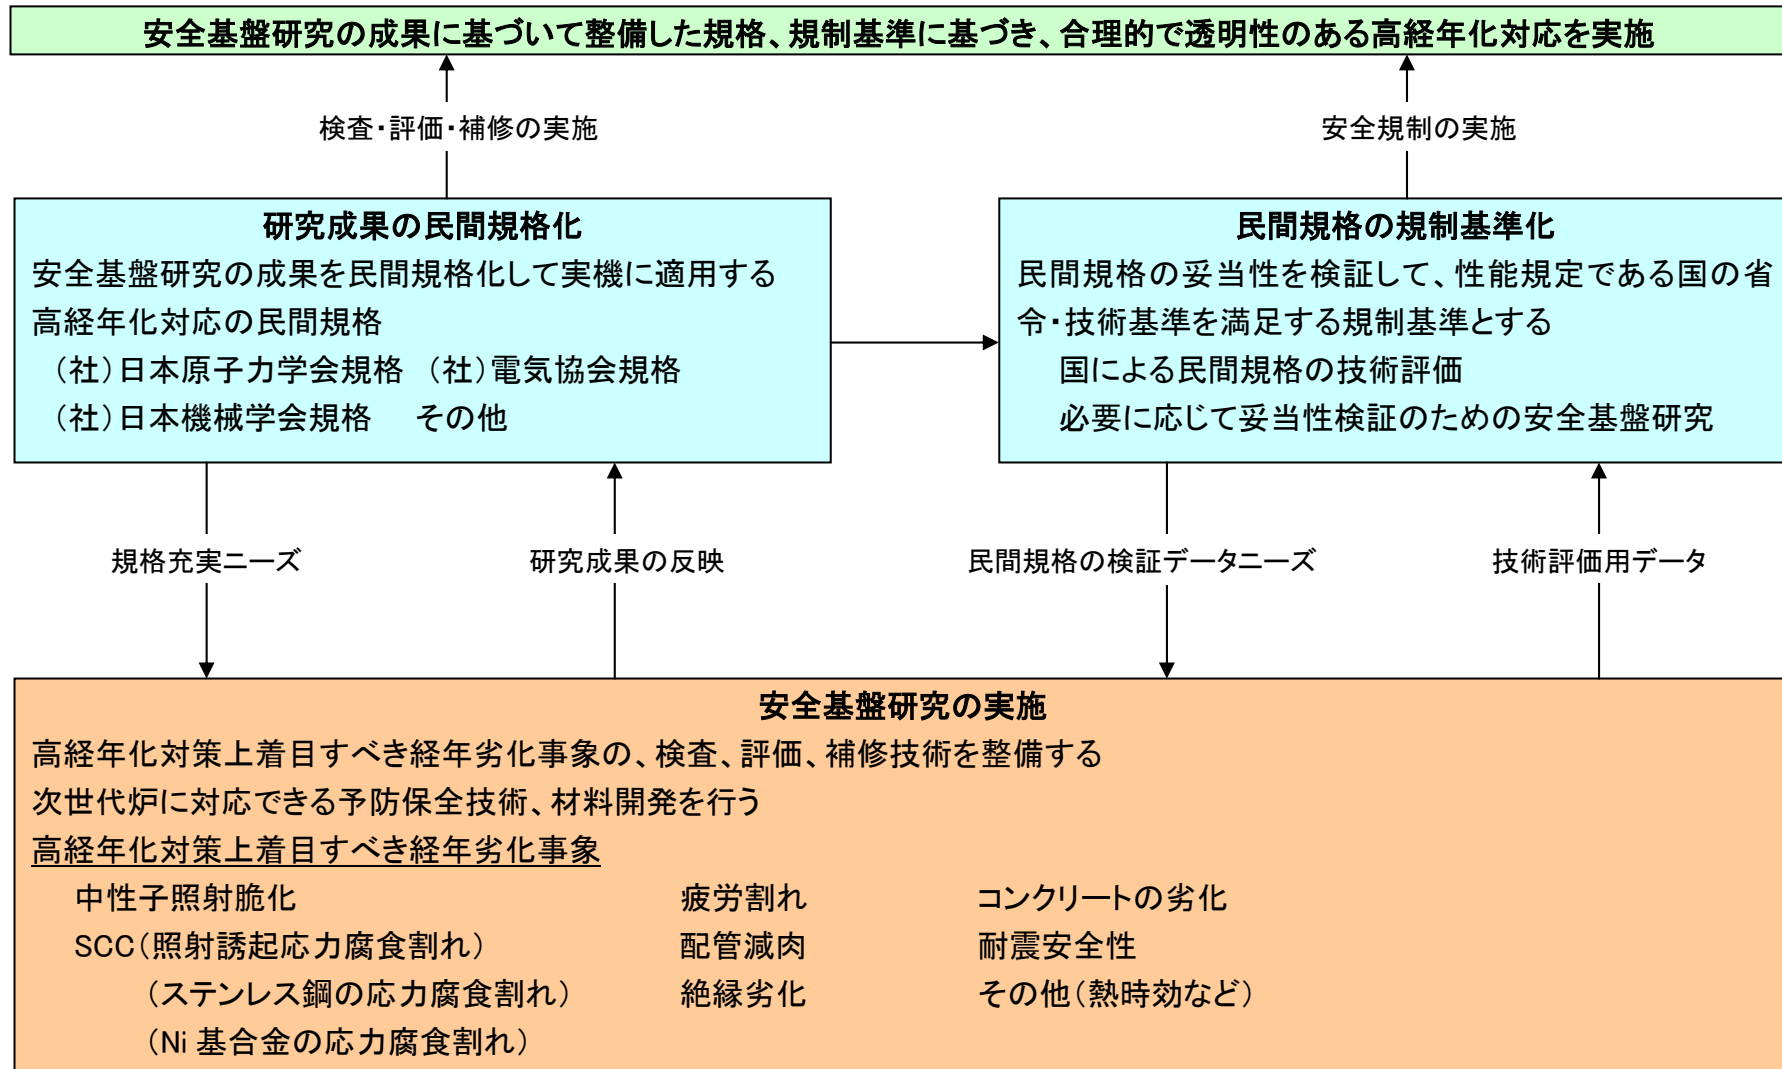 安全基盤研究の成果に基づいて整備した規格、規制基準に基づき、合理的で透明性のある高経年化対応を実施
検査・評価・補修の実施
安全規制の実施
研究成果の民間規格化
安全基盤研究の成果を民間規格化して実機に適用する
高経年化対応の民間規格
（社）日本原子力学会規格 （社）電気協会規格
（社）日本機械学会規格 その他
民間規格の規制基準化
民間規格の妥当性を検証して、性能規定である国の省
令・技術基準を満足する規制基準とする
国による民間規格の技術評価
必要に応じて妥当性検証のための安全基盤研究
規格充実ニーズ
研究成果の反映
民間規格の検証データニーズ
技術評価用データ
安全基盤研究の実施
高経年化対策上着目すべき経年劣化事象の、検査、評価、補修技術を整備する
次世代炉に対応できる予防保全技術、材料開発を行う
高経年化対策上着目すべき経年劣化事象
中性子照射脆化 疲労割れ コンクリートの劣化
SCC（照射誘起応力腐食割れ） 配管減肉 耐震安全性
（ステンレス鋼の応力腐食割れ） 絶縁劣化 その他（熱時効など）
（Ni 基合金の応力腐食割れ）